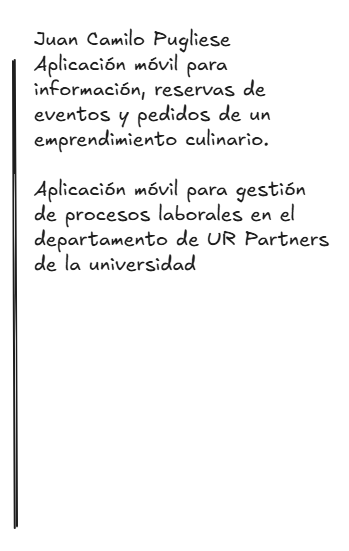 Juan Camilo Pugliese
Aplicación móvil para
información, reservas de
eventos y pedidos de un
emprendimiento culinario.

Aplicación móvil para gestión
de procesos laborales en el
departamento de UR Partners
de la universidad